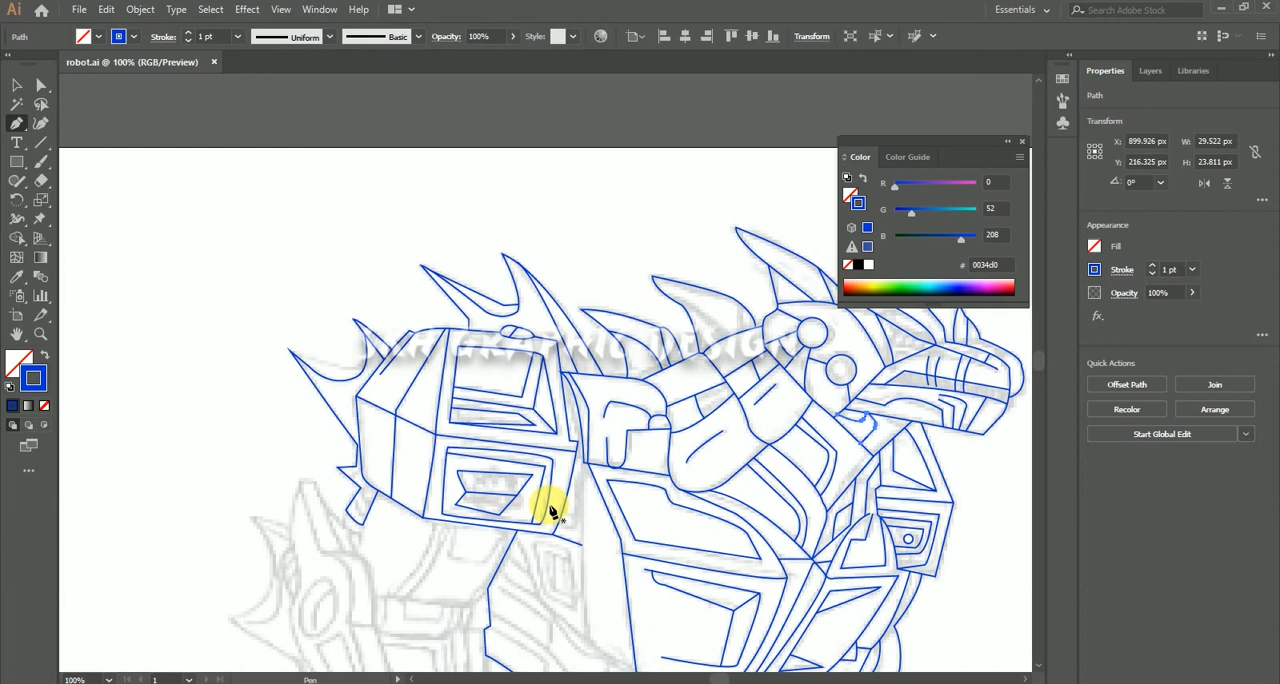 Ai File Edit Object Type Select Effect View Window Help Essentials Search Adobe Stock
Path Stroke: 1 pt Uniform Basic Opacity: 100% Style: Transform
robot.ai @ 100% (RGB/Preview) ×
Properties Layers Libraries
Path
Transform
X: 899.926 px W: 29.522 px
Y: 216.325 px H: 23.811 px
0°
Color Color Guide
R 0
G 52
B 208
# 0034d0
Appearance
Fill
Stroke 1 pt
Opacity 100%
fx.
Quick Actions
Offset Path Join
Recolor Arrange
Start Global Edit
GRAPHIC DESIGN
100% 1 Pen